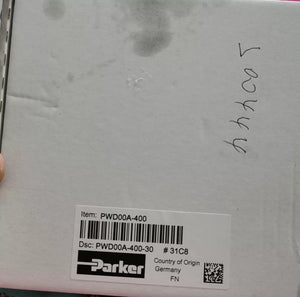 Item: PWD00A-400
Dsc: PWD00A-400-30 # 31C8
Parker
Country of Origin
Germany
FN